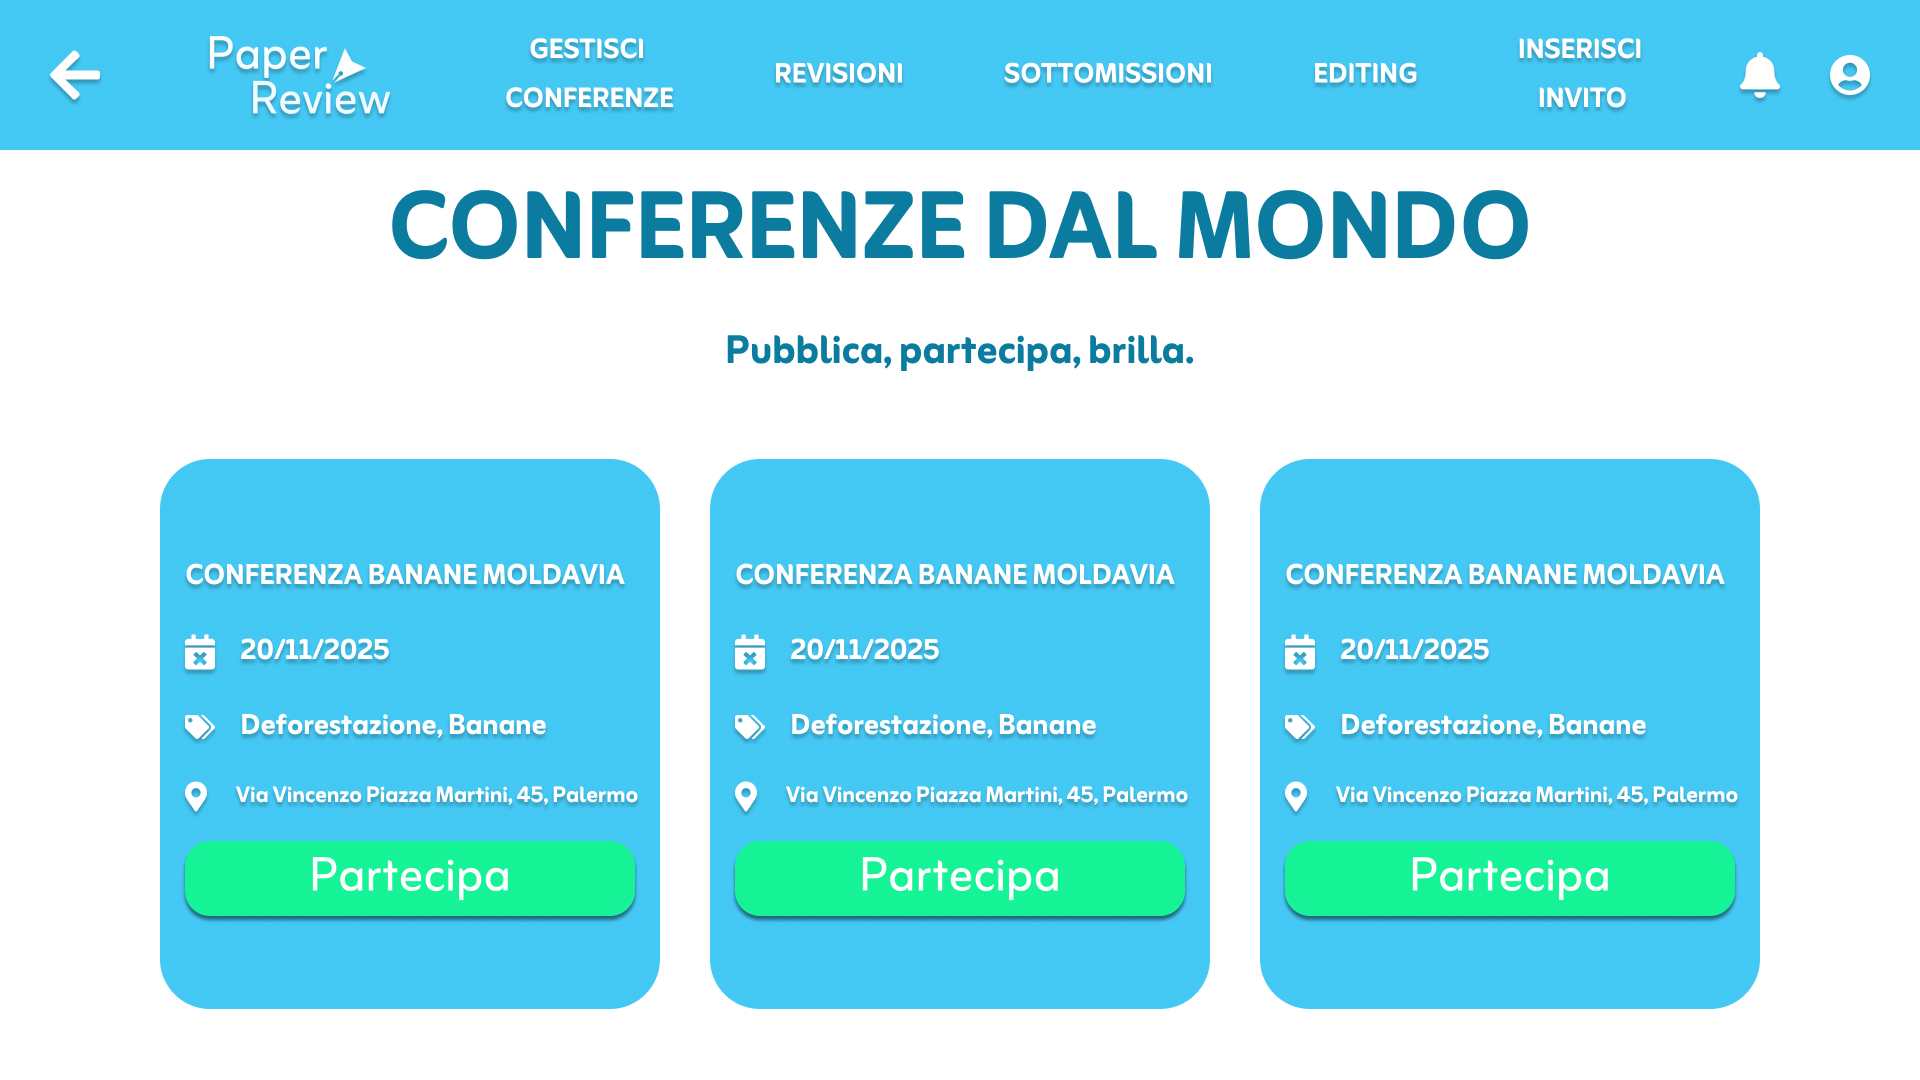 Paper
Review
GESTISCI
CONFERENZE
REVISIONI
SOTTOMISSIONI
EDITING
INSERISCI
INVITO
CONFERENZE DAL MONDO
Pubblica, partecipa, brilla.
CONFERENZA BANANE MOLDAVIA
20/11/2025
Deforestazione, Banane
Via Vincenzo Piazza Martini, 45, Palermo
Partecipa
CONFERENZA BANANE MOLDAVIA
20/11/2025
Deforestazione, Banane
Via Vincenzo Piazza Martini, 45, Palermo
Partecipa
CONFERENZA BANANE MOLDAVIA
20/11/2025
Deforestazione, Banane
Via Vincenzo Piazza Martini, 45, Palermo
Partecipa